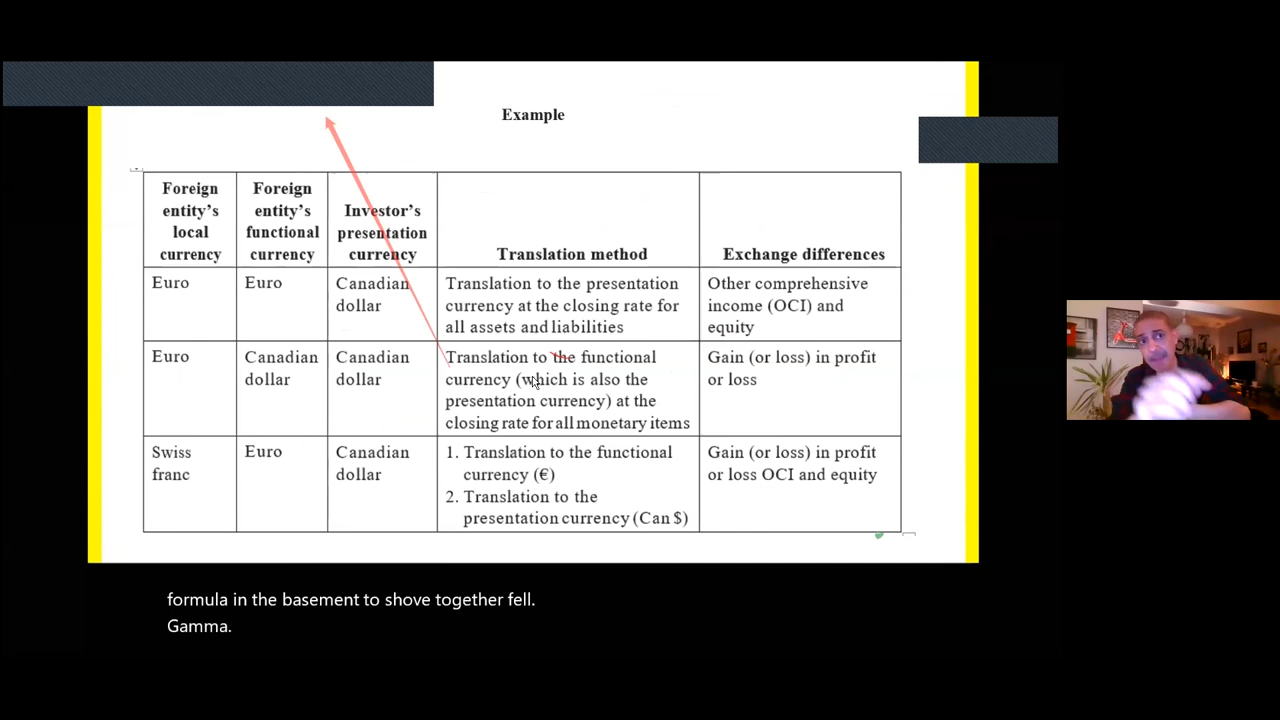 Example
Foreign entity's local currency
Foreign entity's functional currency
Investor's presentation currency
Translation method
Exchange differences
Euro
Euro
Canadian dollar
Translation to the presentation
currency at the closing rate for
all assets and liabilities
Other comprehensive
income (OCI) and
equity
Euro
Canadian
dollar
Canadian
dollar
Translation to the functional
currency (which is also the
presentation currency) at the
closing rate for all monetary items
Gain (or loss) in profit
or loss
Swiss
franc
Euro
Canadian
dollar
1. Translation to the functional
currency (€)
2. Translation to the
presentation currency (Can $)
Gain (or loss) in profit
or loss OCI and equity
formula in the basement to shove together fell.
Gamma.